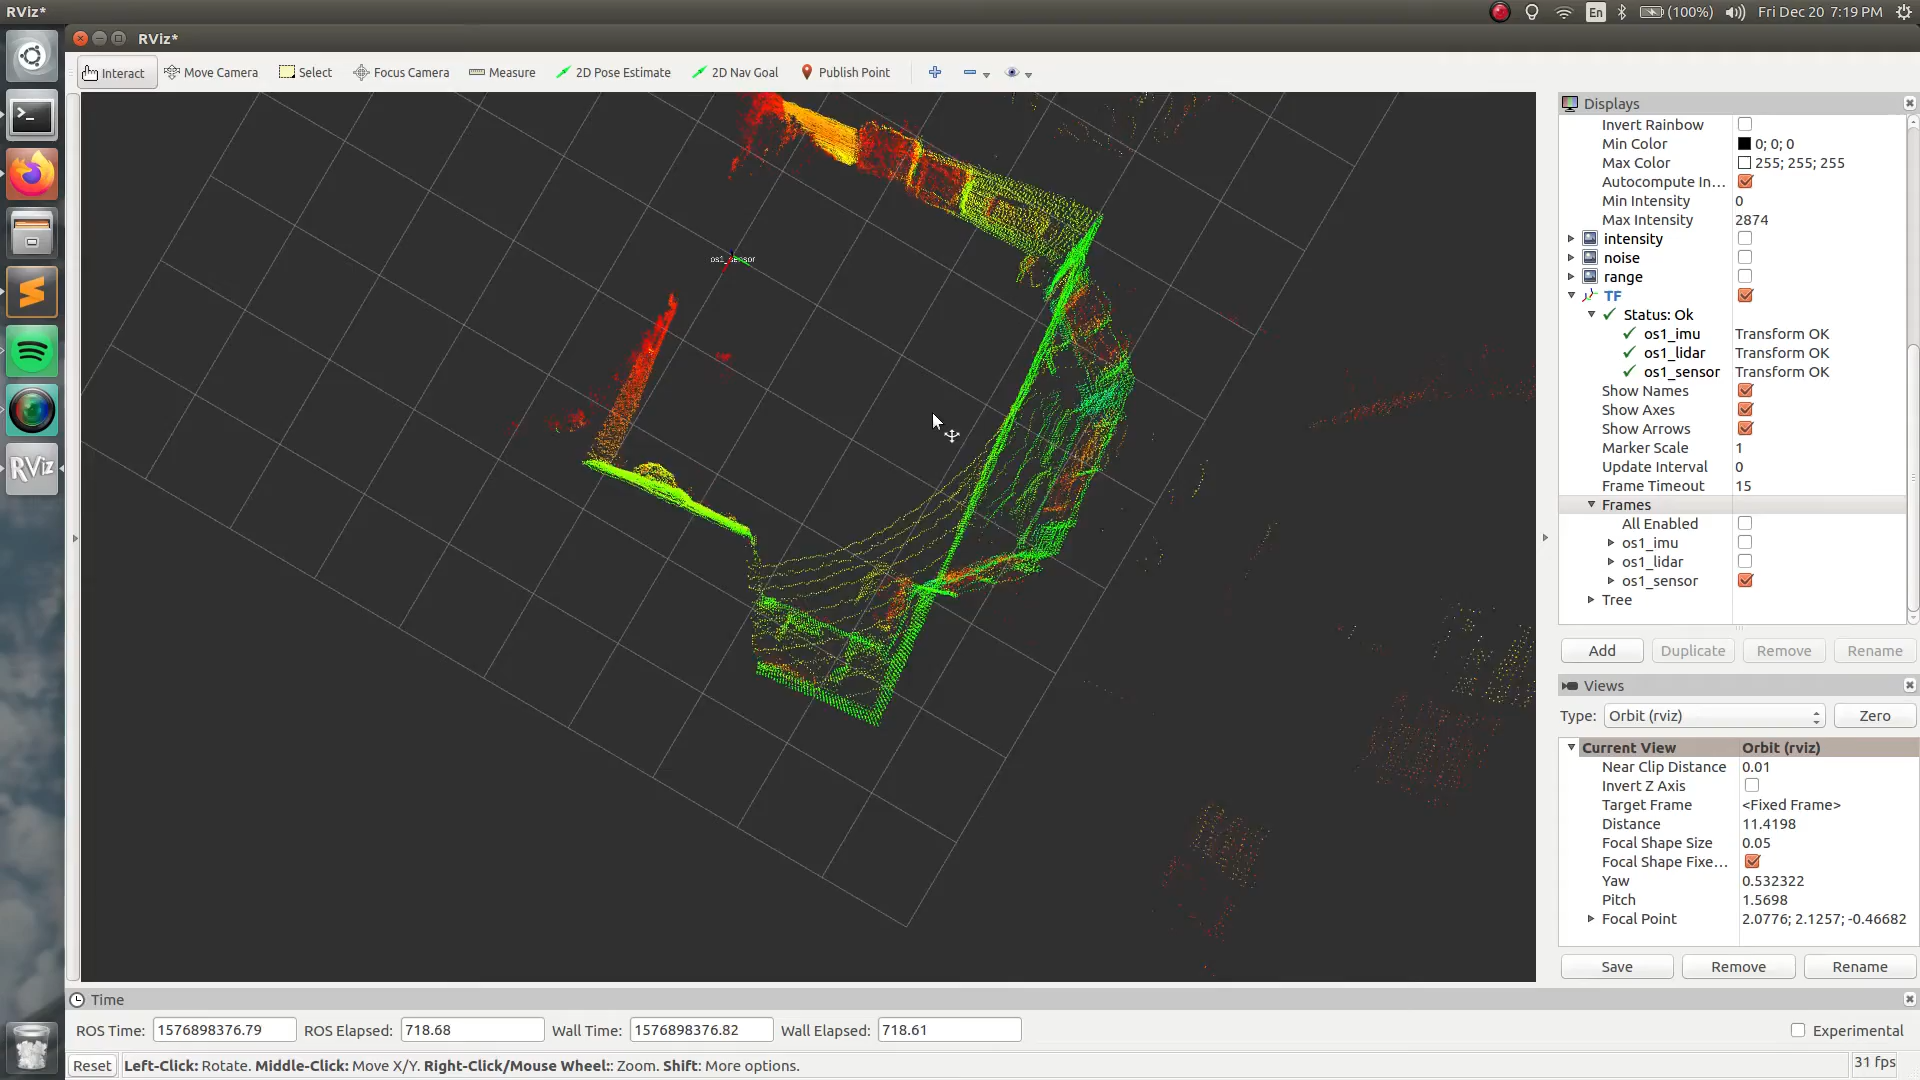 RViz*
En
(100%)
Fri Dec 20 7:19 PM
RViz*
Interact
Move Camera
Select
Focus Camera
Measure
2D Pose Estimate
2D Nav Goal
Publish Point
RViz
os1_sensor
Displays
Invert Rainbow
Min Color 0; 0; 0
Max Color 255; 255; 255
Autocompute In...
Min Intensity 0
Max Intensity 2874
intensity
noise
range
TF
Status: Ok
os1_imu Transform OK
os1_lidar Transform OK
os1_sensor Transform OK
Show Names
Show Axes
Show Arrows
Marker Scale 1
Update Interval 0
Frame Timeout 15
Frames
All Enabled
os1_imu
os1_lidar
os1_sensor
Tree
Add Duplicate Remove Rename
Views
Type: Orbit (rviz) Zero
Current View Orbit (rviz)
Near Clip Distance 0.01
Invert Z Axis
Target Frame <Fixed Frame>
Distance 11.4198
Focal Shape Size 0.05
Focal Shape Fixe...
Yaw 0.532322
Pitch 1.5698
Focal Point 2.0776; 2.1257; -0.46682
Save Remove Rename
Time
ROS Time: 1576898376.79 ROS Elapsed: 718.68 Wall Time: 1576898376.82 Wall Elapsed: 718.61 Experimental
Reset Left-Click: Rotate. Middle-Click: Move X/Y. Right-Click/Mouse Wheel:: Zoom. Shift: More options. 31 fps